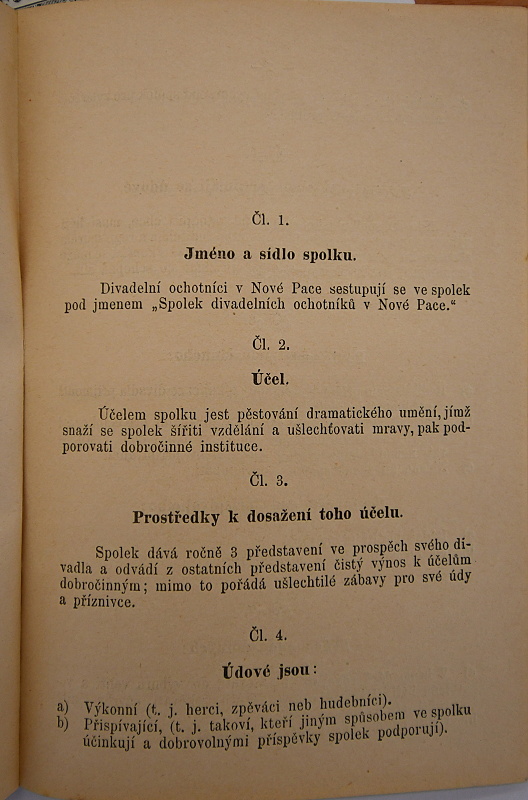 Čl. 1.
Jméno a sídlo spolku.
Divadelní ochotníci v Nové Pace sestupují se ve spolek
pod jmenem „Spolek divadelních ochotníků v Nové Pace.“
Čl. 2.
Účel.
Účelem spolku jest pěstování dramatického umění, jímž
snaží se spolek šířiti vzdělání a ušlechťovati mravy, pak pod-
porovati dobročinné instituce.
Čl. 3.
Prostředky k dosažení toho účelu.
Spolek dává ročně 3 představení ve prospěch svého di-
vadla a odvádí z ostatních představení čistý výnos k účelům
dobročinným; mimo to pořádá ušlechtilé zábavy pro své údy
a příznivce.
Čl. 4.
Údové jsou:
a) Výkonní (t. j. herci, zpěváci neb hudebníci).
b) Přispívající, (t. j. takoví, kteří jiným spůsobem ve spolku
účinkují a dobrovolnými příspěvky spolek podporují).